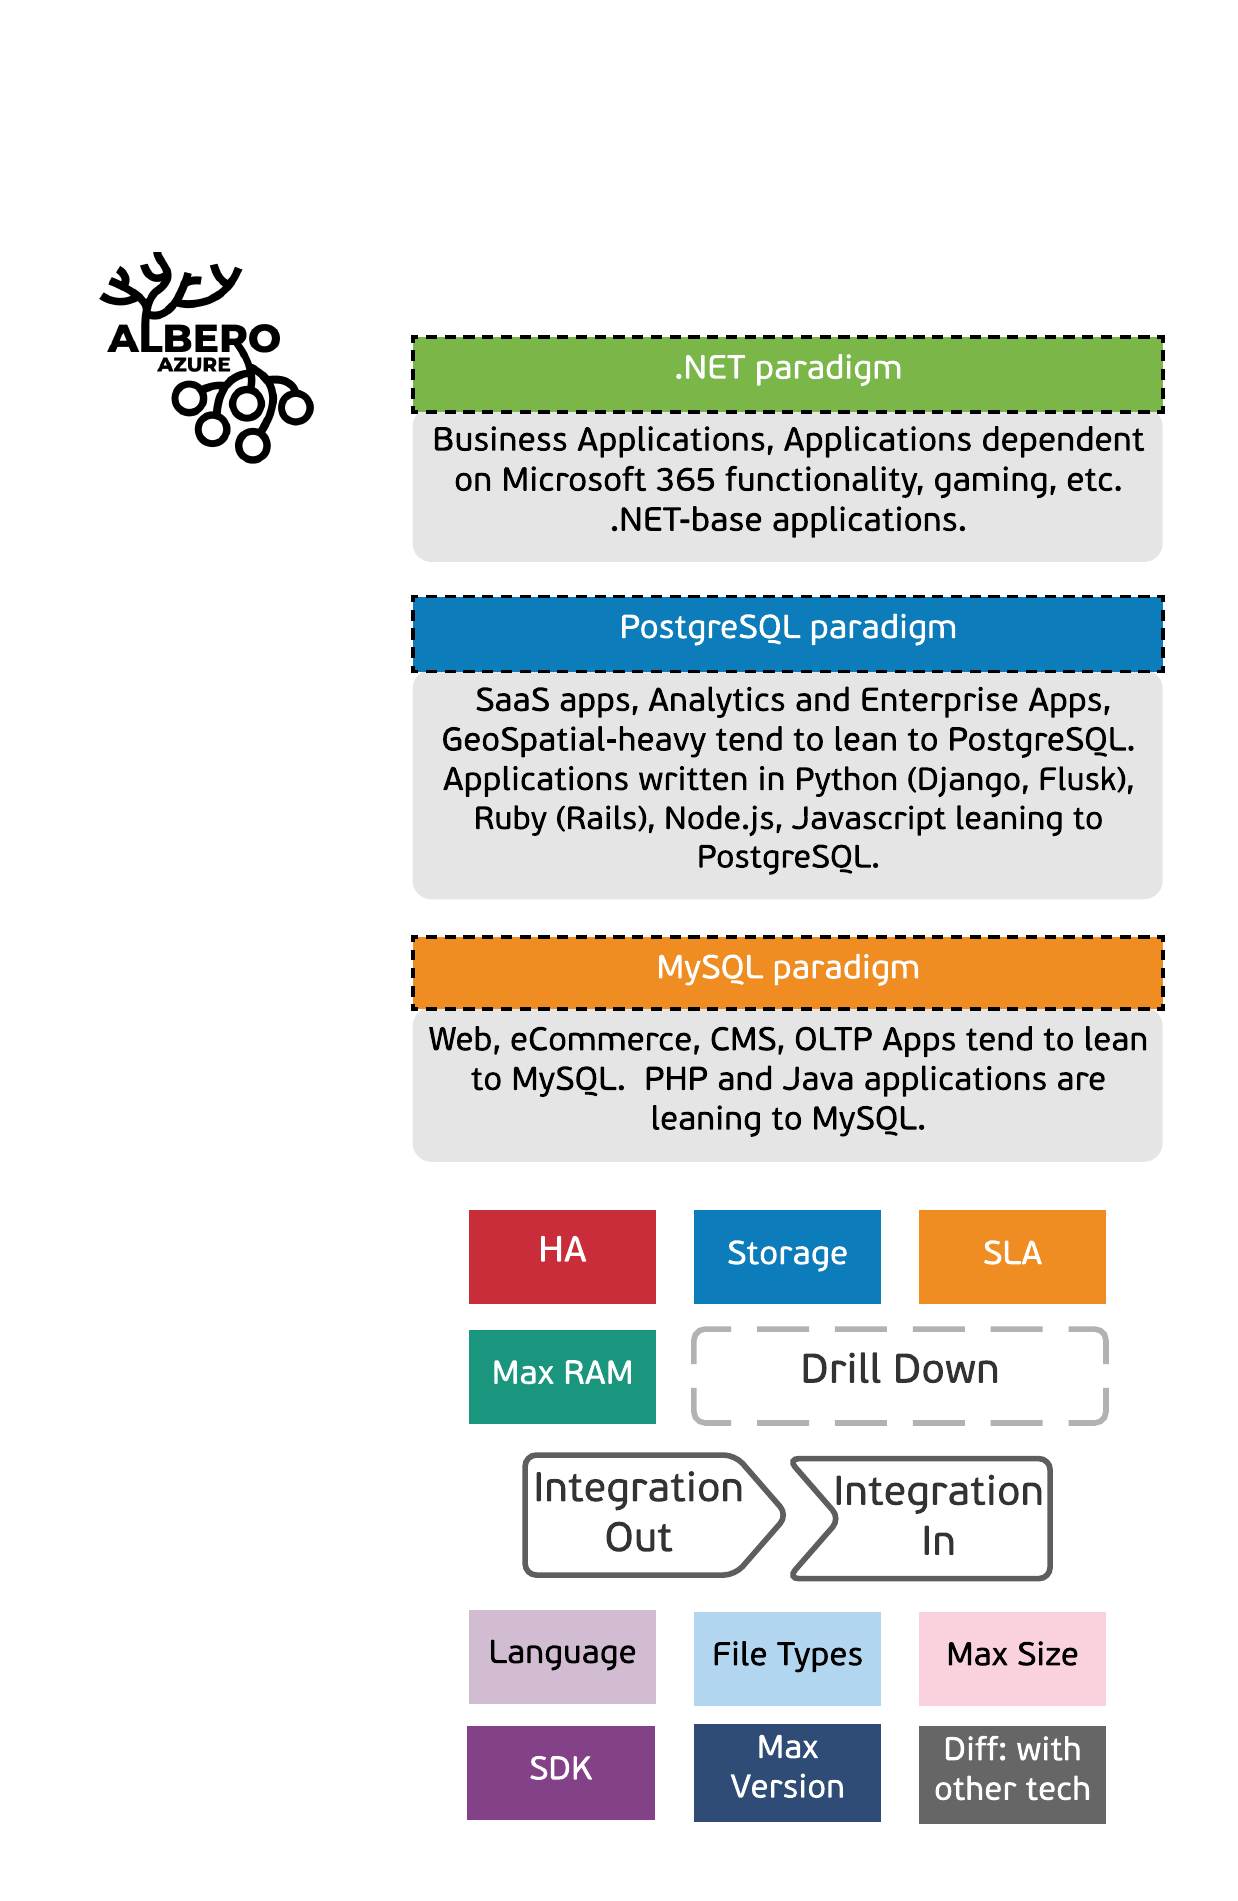 ALBERO
AZURE
.NET paradigm
Business Applications, Applications dependent
on Microsoft 365 functionality, gaming, etc.
.NET-base applications.
PostgreSQL paradigm
SaaS apps, Analytics and Enterprise Apps,
GeoSpatial-heavy tend to lean to PostgreSQL.
Applications written in Python (Django, Flusk),
Ruby (Rails), Node.js, Javascript leaning to
PostgreSQL.
MySQL paradigm
Web, eCommerce, CMS, OLTP Apps tend to lean
to MySQL. PHP and Java applications are
leaning to MySQL.
HA
Storage
SLA
Max RAM
Drill Down
Integration
Out
Integration
In
Language
File Types
Max Size
SDK
Max
Version
Diff: with
other tech